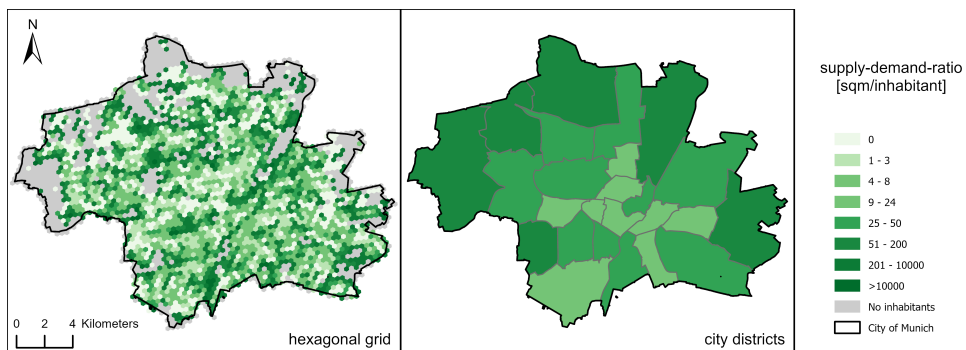 N
0 2 4 Kilometers
hexagonal grid
city districts
supply-demand-ratio
[sqm/inhabitant]
0
1 - 3
4 - 8
9 - 24
25 - 50
51 - 200
201 - 10000
>10000
No inhabitants
City of Munich